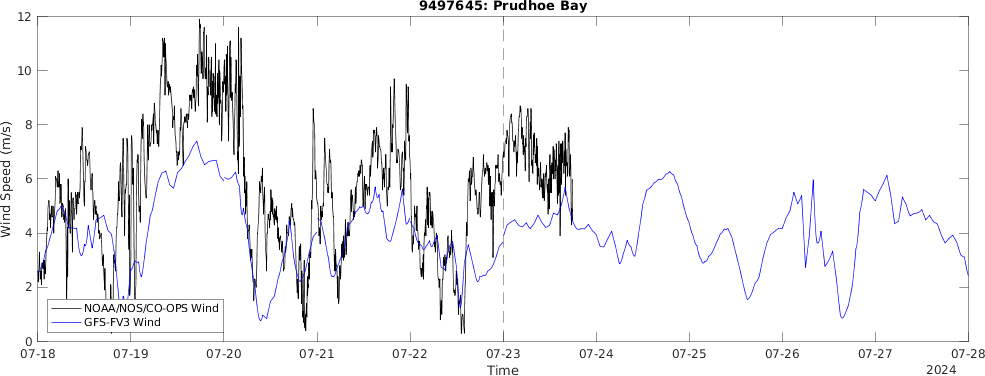 9497645: Prudhoe Bay
12
10
8
6
4
2
0
Wind Speed (m/s)
NOAA/NOS/CO-OPS Wind
GFS-FV3 Wind
07-18 07-19 07-20 07-21 07-22 07-23 07-24 07-25 07-26 07-27 07-28
Time
2024